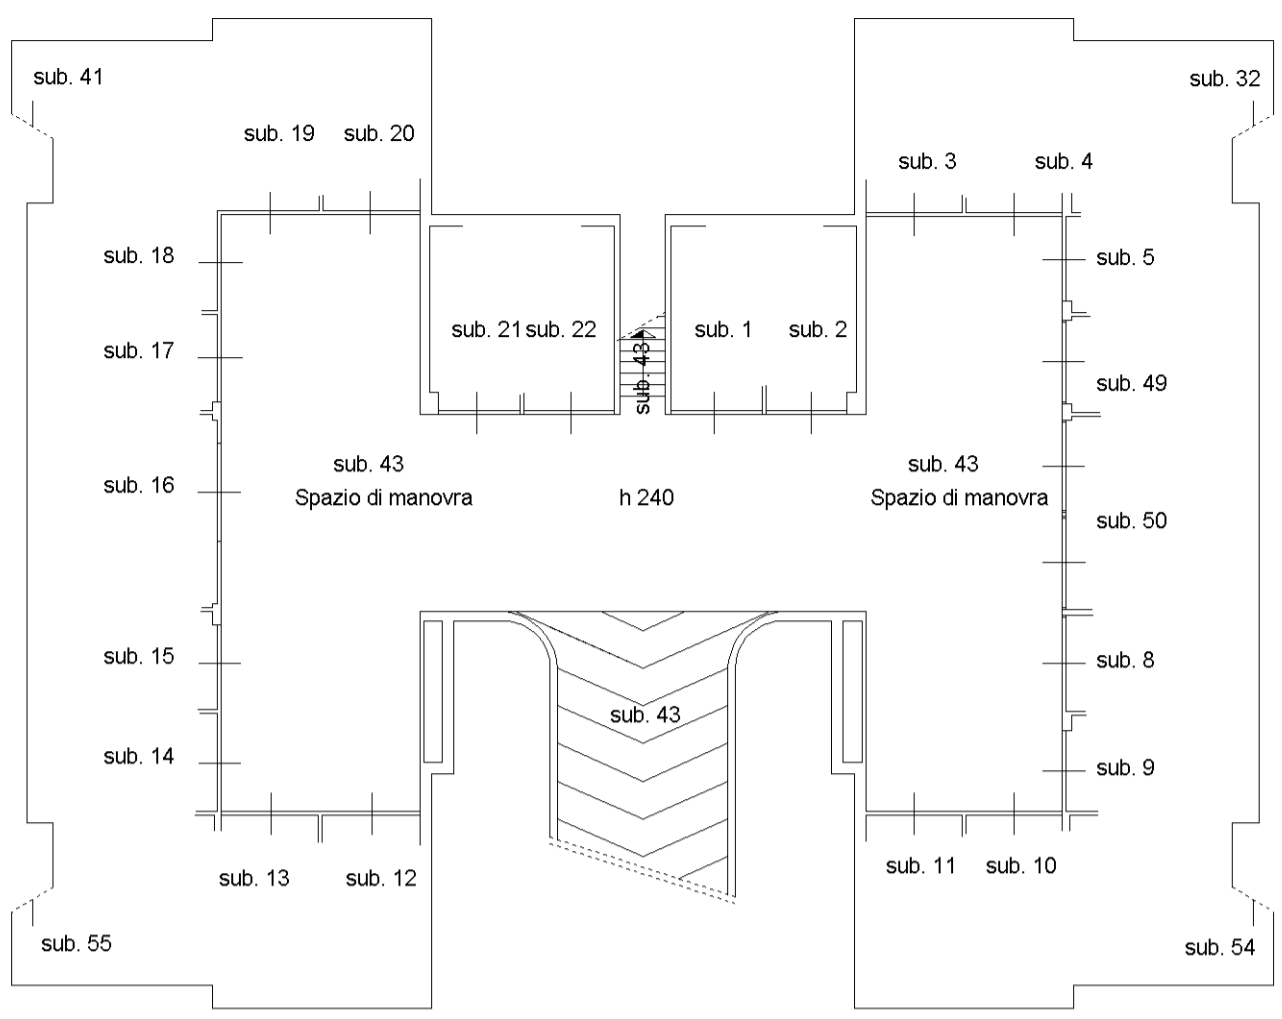 sub. 41
sub. 32
sub. 19
sub. 20
sub. 3
sub. 4
sub. 18
sub. 5
sub. 21
sub. 22
sub. 1
sub. 2
sub. 43
sub. 17
sub. 49
sub. 43
Spazio di manovra
h 240
sub. 43
Spazio di manovra
sub. 16
sub. 50
sub. 15
sub. 8
sub. 43
sub. 14
sub. 9
sub. 13
sub. 12
sub. 11
sub. 10
sub. 55
sub. 54